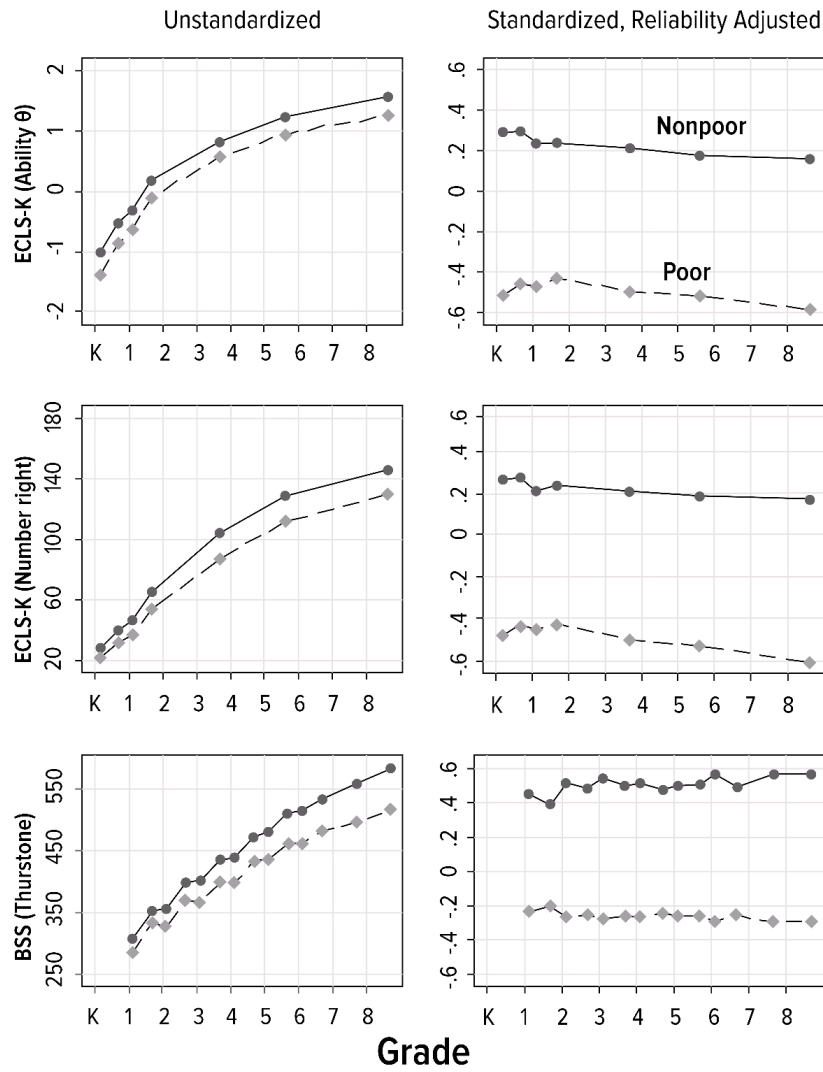 Unstandardized
Standardized, Reliability Adjusted
ECLS-K (Ability θ)
2
1
0
-1
-2
K 1 2 3 4 5 6 7 8
.6
.4
.2
0
-.2
-.4
-.6
Nonpoor
Poor
K 1 2 3 4 5 6 7 8
ECLS-K (Number right)
180
140
100
60
20
K 1 2 3 4 5 6 7 8
.6
.4
.2
0
-.2
-.4
-.6
K 1 2 3 4 5 6 7 8
BSS (Thurstone)
550
450
350
250
K 1 2 3 4 5 6 7 8
.6
.4
.2
0
-.2
-.4
-.6
K 1 2 3 4 5 6 7 8
Grade